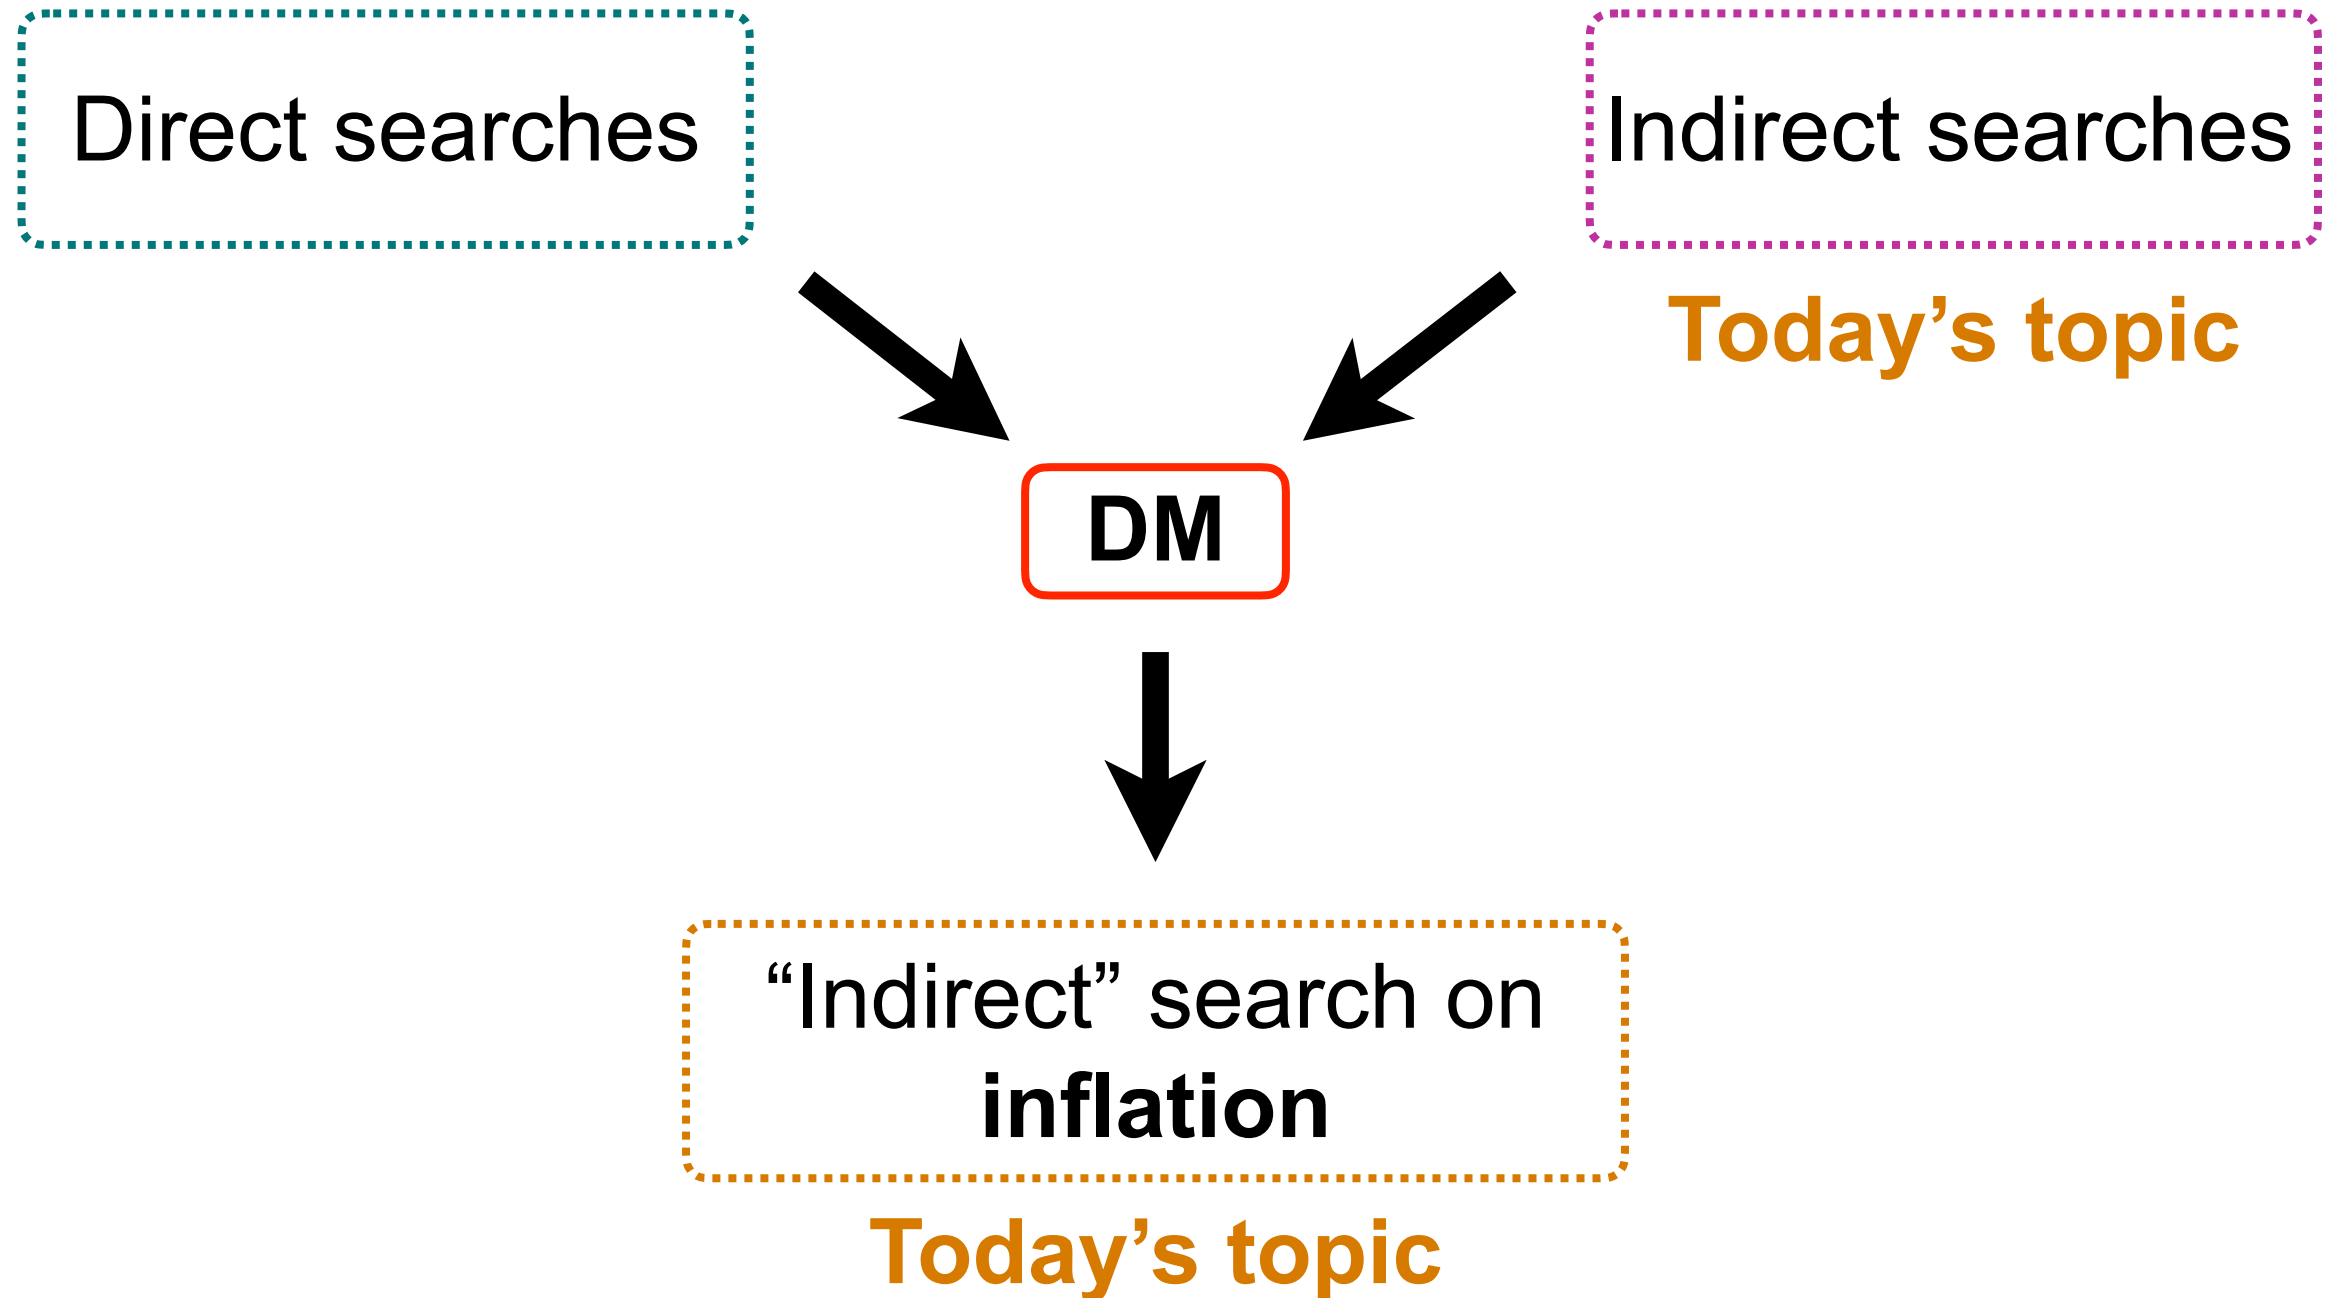 Direct searches
Indirect searches
Today’s topic
DM
“Indirect” search on
inflation
Today’s topic